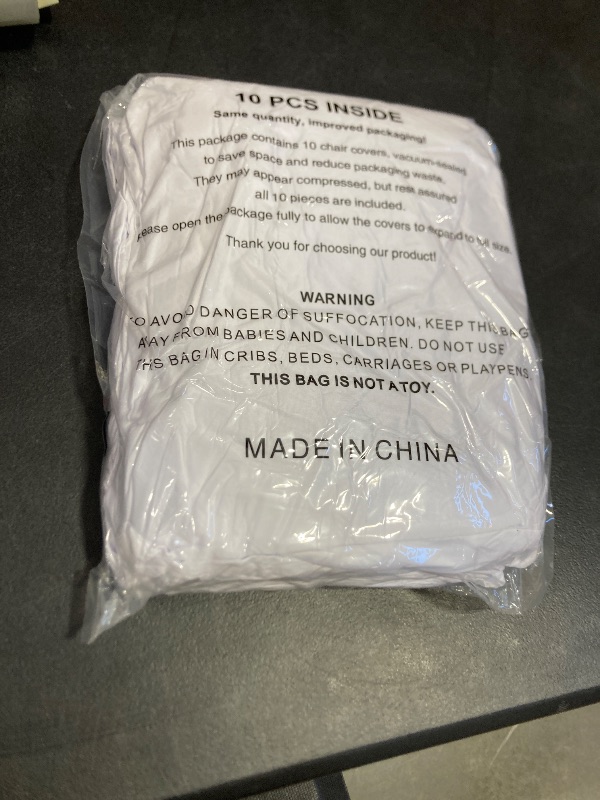 10 PCS INSIDE
Same quantity, improved packaging!
This package contains 10 chair covers, vacuum-sealed
to save space and reduce packaging waste.
They may appear compressed, but rest assured
all 10 pieces are included.
Please open the package fully to allow the covers to expand to full size.
Thank you for choosing our product!
WARNING
TO AVOID DANGER OF SUFFOCATION, KEEP THIS BAG
AWAY FROM BABIES AND CHILDREN. DO NOT USE
THIS BAG IN CRIBS, BEDS, CARRIAGES OR PLAYPENS.
THIS BAG IS NOT A TOY.
MADE IN CHINA